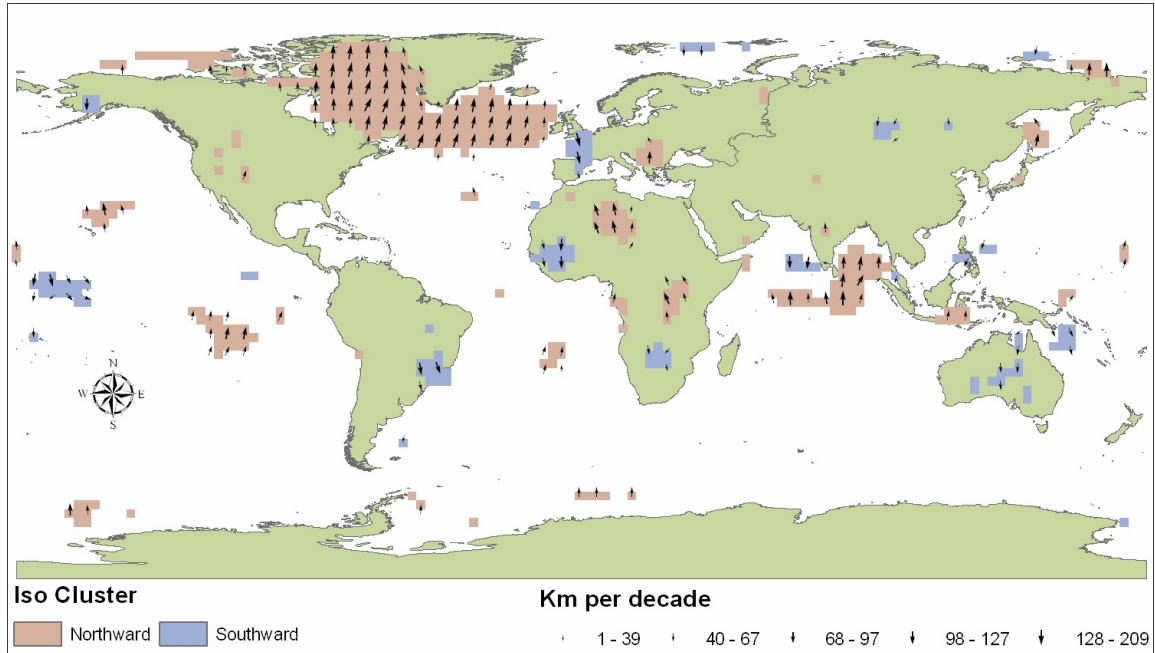 N
W E
S
Iso Cluster
Northward Southward
Km per decade
1 - 39 40 - 67 68 - 97 98 - 127 128 - 209